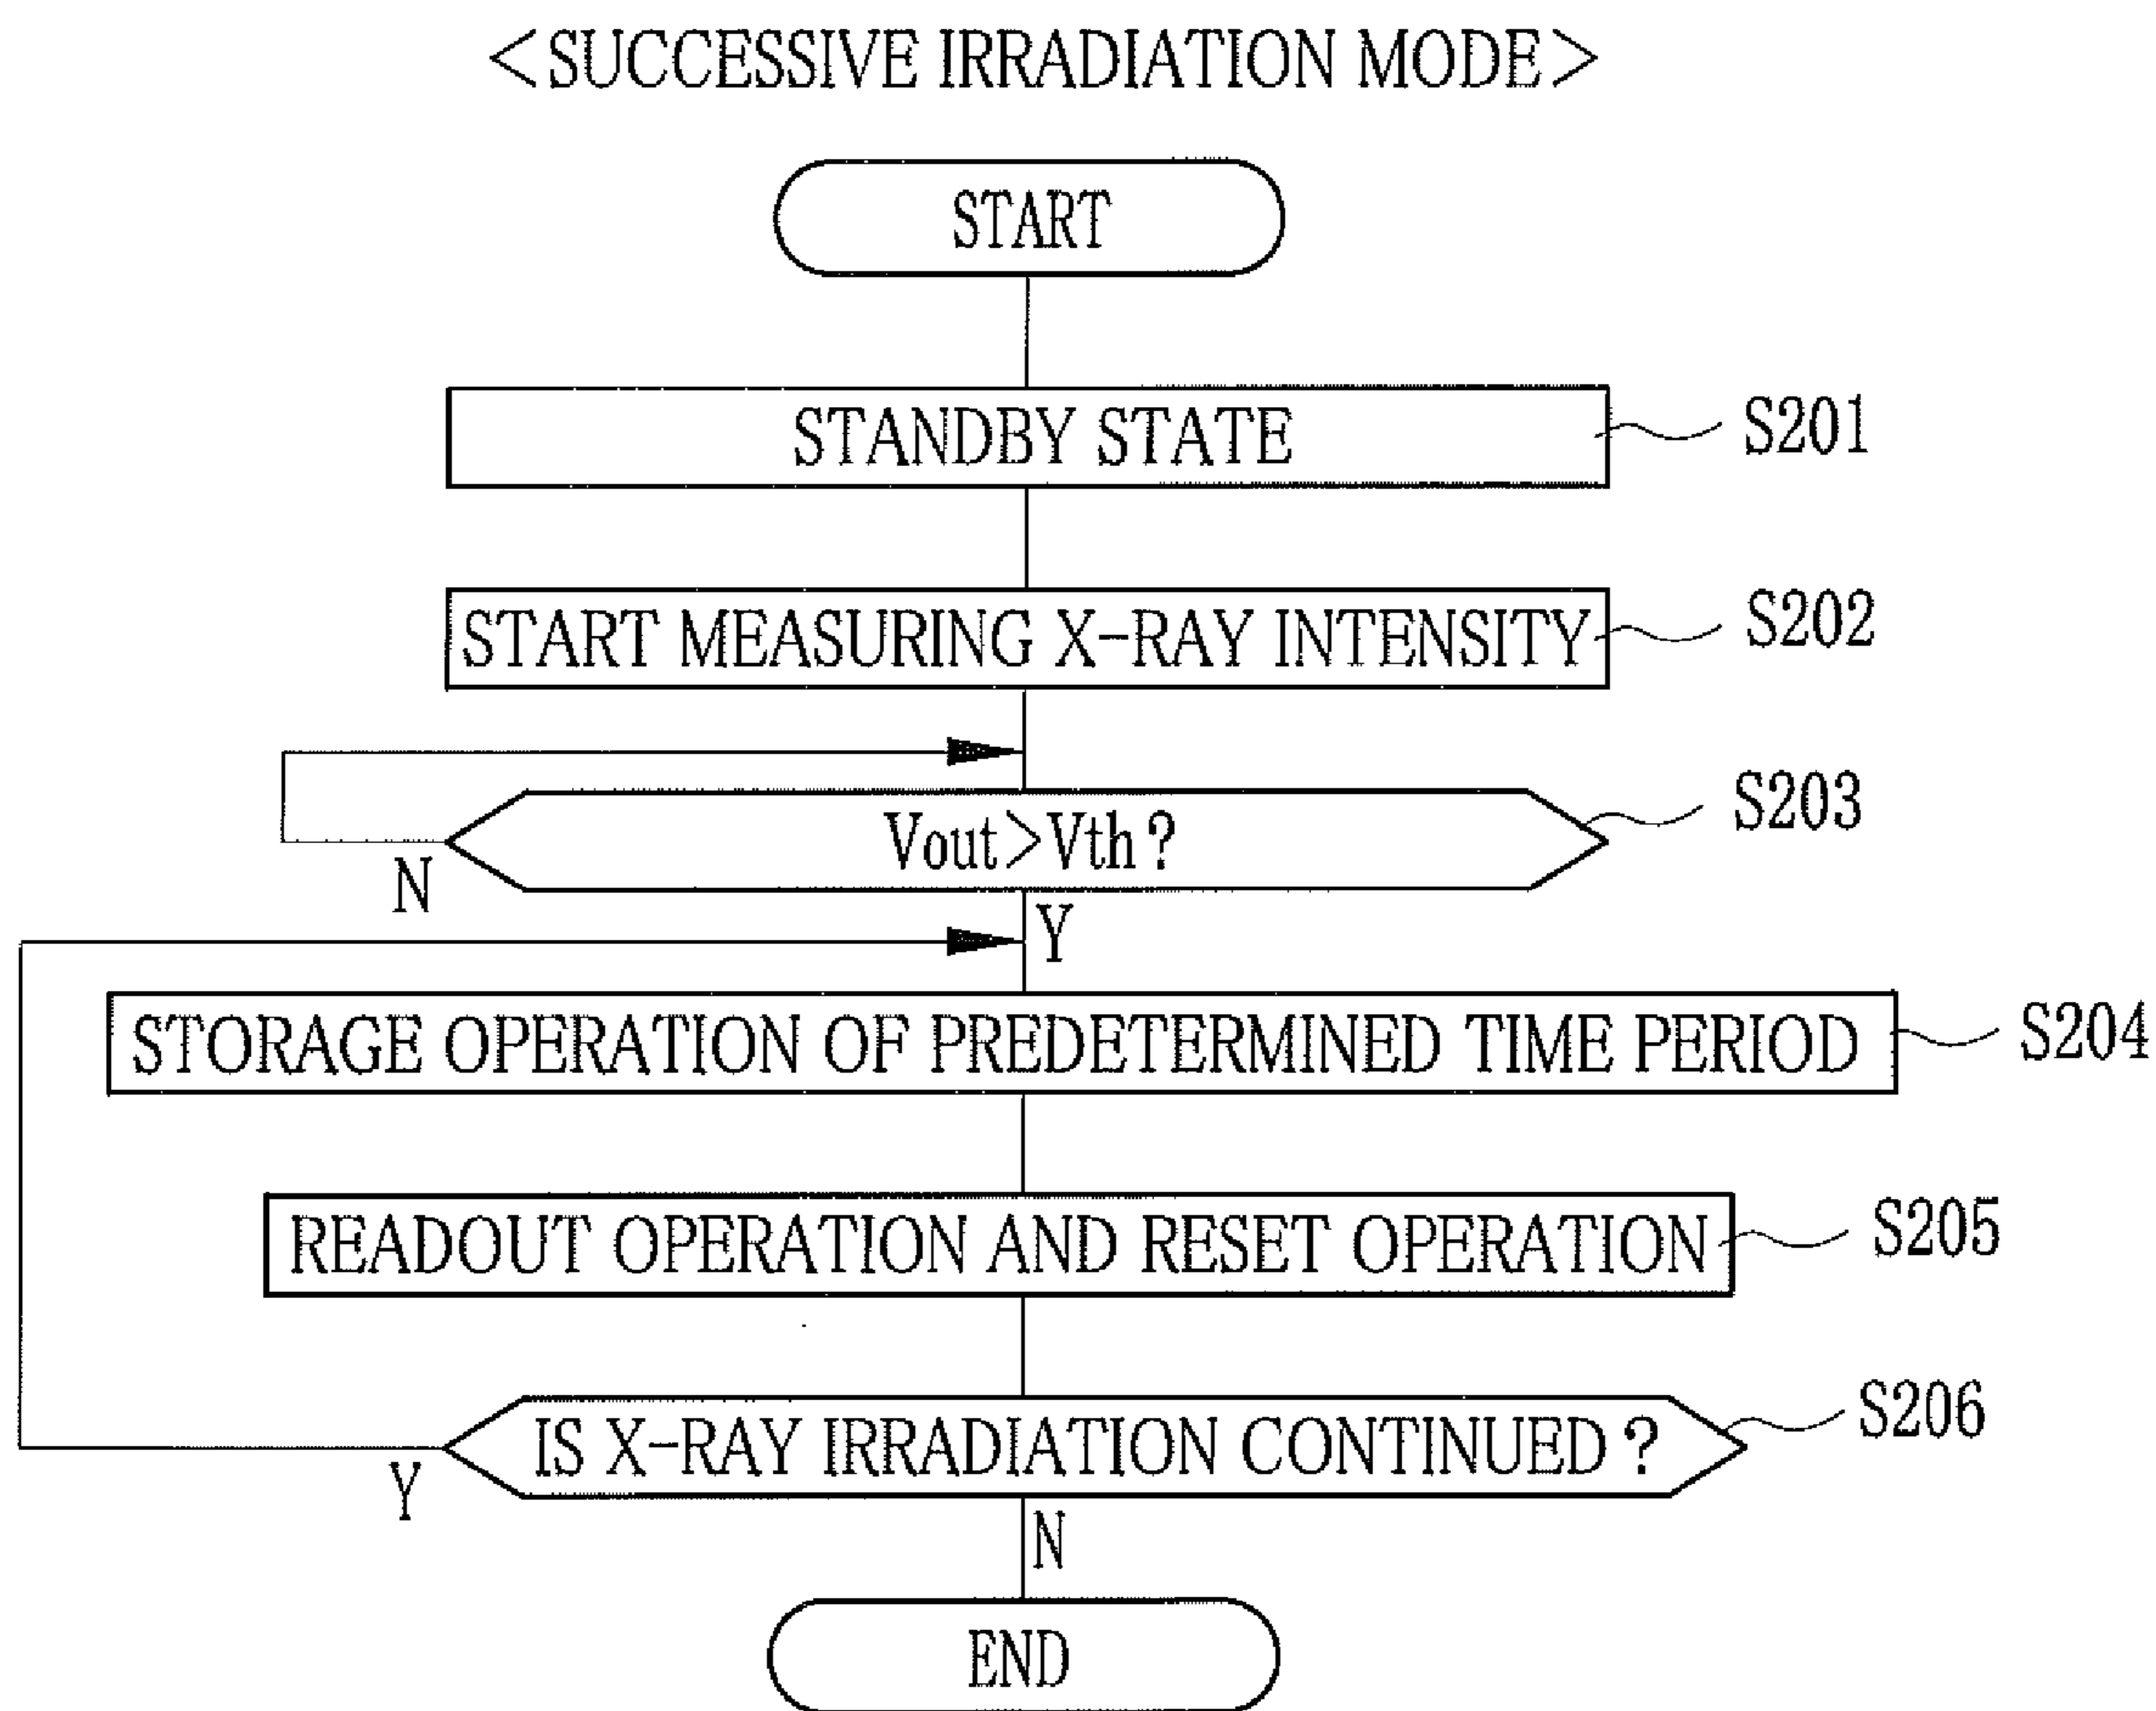 <SUCCESSIVE IRRADIATION MODE>
START
STANDBY STATE
S201
START MEASURING X-RAY INTENSITY
S202
Vout>Vth?
S203
N
Y
STORAGE OPERATION OF PREDETERMINED TIME PERIOD
S204
READOUT OPERATION AND RESET OPERATION
S205
IS X-RAY IRRADIATION CONTINUED?
S206
Y
N
END